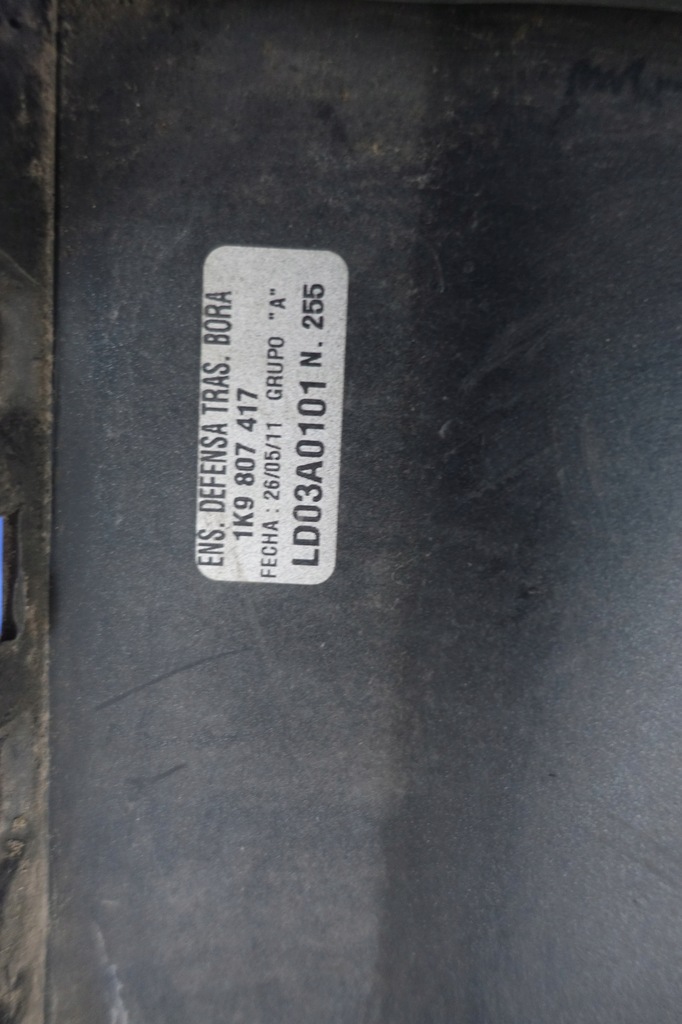 ENS. DEFENSA TRAS. BORA
1K9 807 417
FECHA : 26/05/11 GRUPO "A"
LD03A0101 N. 255